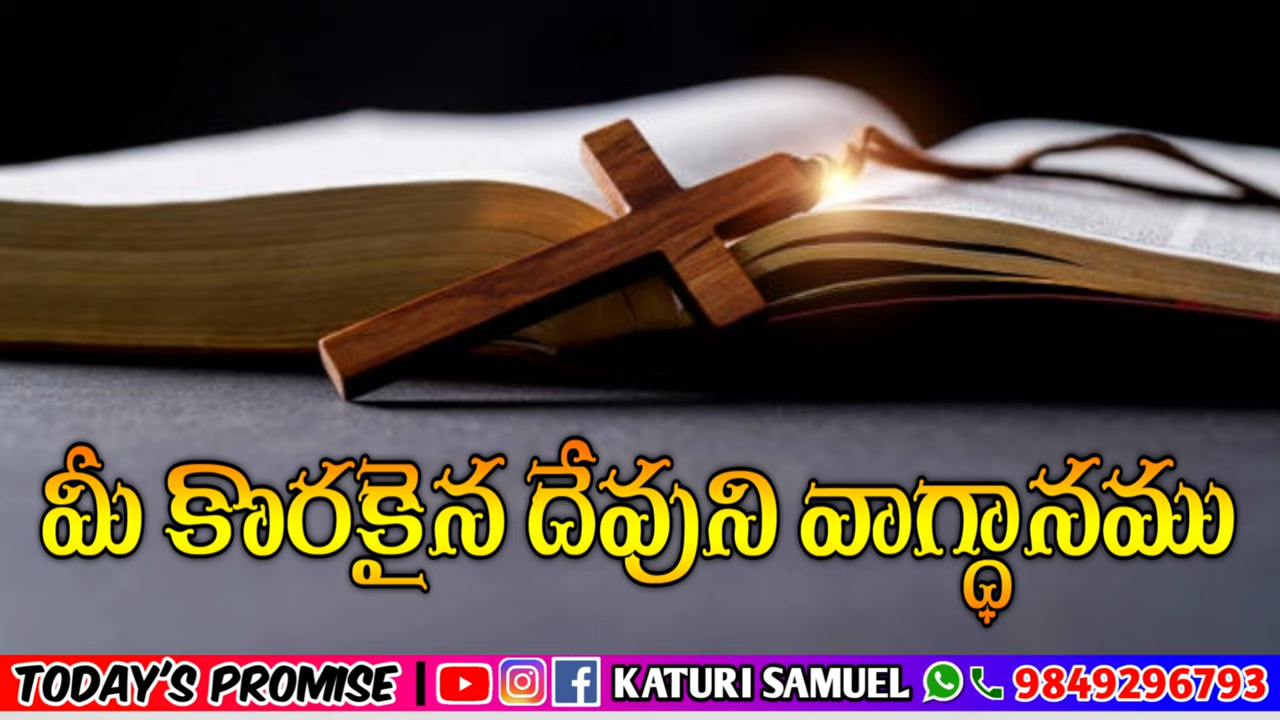 మీ కొరకైన దేవుని వాగ్ధానము
TODAY'S PROMISE | KATURI SAMUEL 9849296793